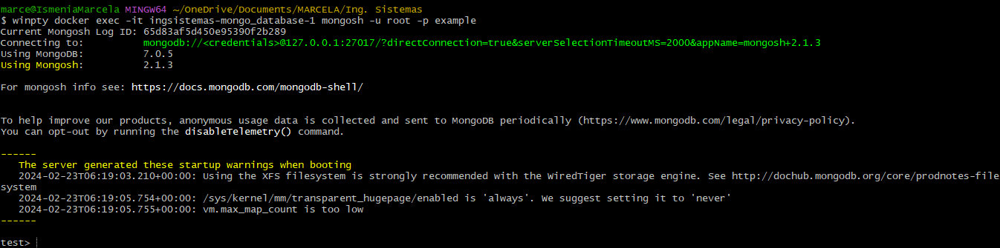 marce@IsmeniaMarcela MINGW64 ~/OneDrive/Documents/MARCELA/Ing. Sistemas
$ winpty docker exec -it ingsistemas-mongo_database-1 mongosh -u root -p example
Current Mongosh Log ID: 65d83af5d450e95390f2b289
Connecting to:          mongodb://<credentials>@127.0.0.1:27017/?directConnection=true&serverSelectionTimeoutMS=2000&appName=mongosh+2.1.3
Using MongoDB:          7.0.5
Using Mongosh:          2.1.3
For mongosh info see: https://docs.mongodb.com/mongodb-shell/
To help improve our products, anonymous usage data is collected and sent to MongoDB periodically (https://www.mongodb.com/legal/privacy-policy).
You can opt-out by running the disableTelemetry() command.
------
   The server generated these startup warnings when booting
   2024-02-23T06:19:03.210+00:00: Using the XFS filesystem is strongly recommended with the WiredTiger storage engine. See http://dochub.mongodb.org/core/prodnotes-file
system
   2024-02-23T06:19:05.754+00:00: /sys/kernel/mm/transparent_hugepage/enabled is 'always'. We suggest setting it to 'never'
   2024-02-23T06:19:05.755+00:00: vm.max_map_count is too low
------
test>